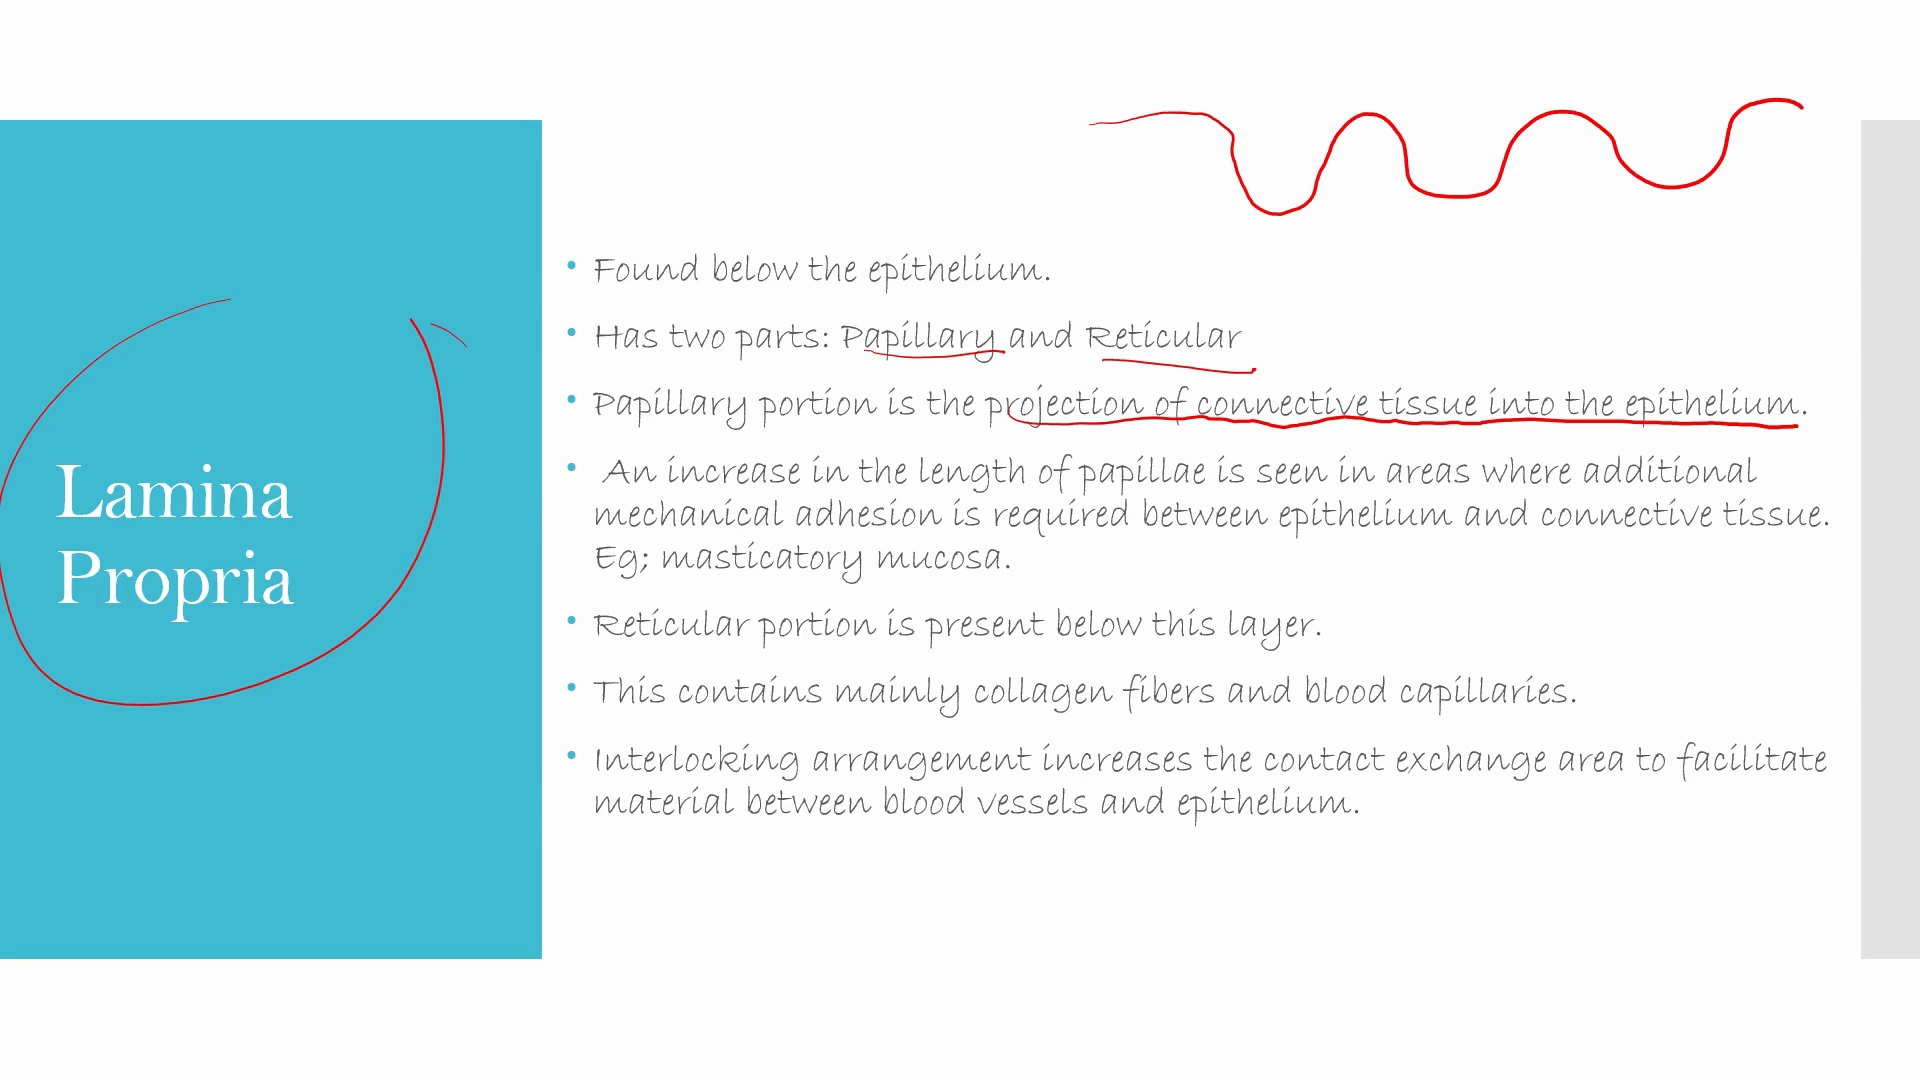 Lamina
Propria
• Found below the epithelium.
• Has two parts: Papillary and Reticular
• Papillary portion is the projection of connective tissue into the epithelium.
• An increase in the length of papillae is seen in areas where additional
mechanical adhesion is required between epithelium and connective tissue.
Eg; masticatory mucosa.
• Reticular portion is present below this layer.
• This contains mainly collagen fibers and blood capillaries.
• Interlocking arrangement increases the contact exchange area to facilitate
material between blood vessels and epithelium.